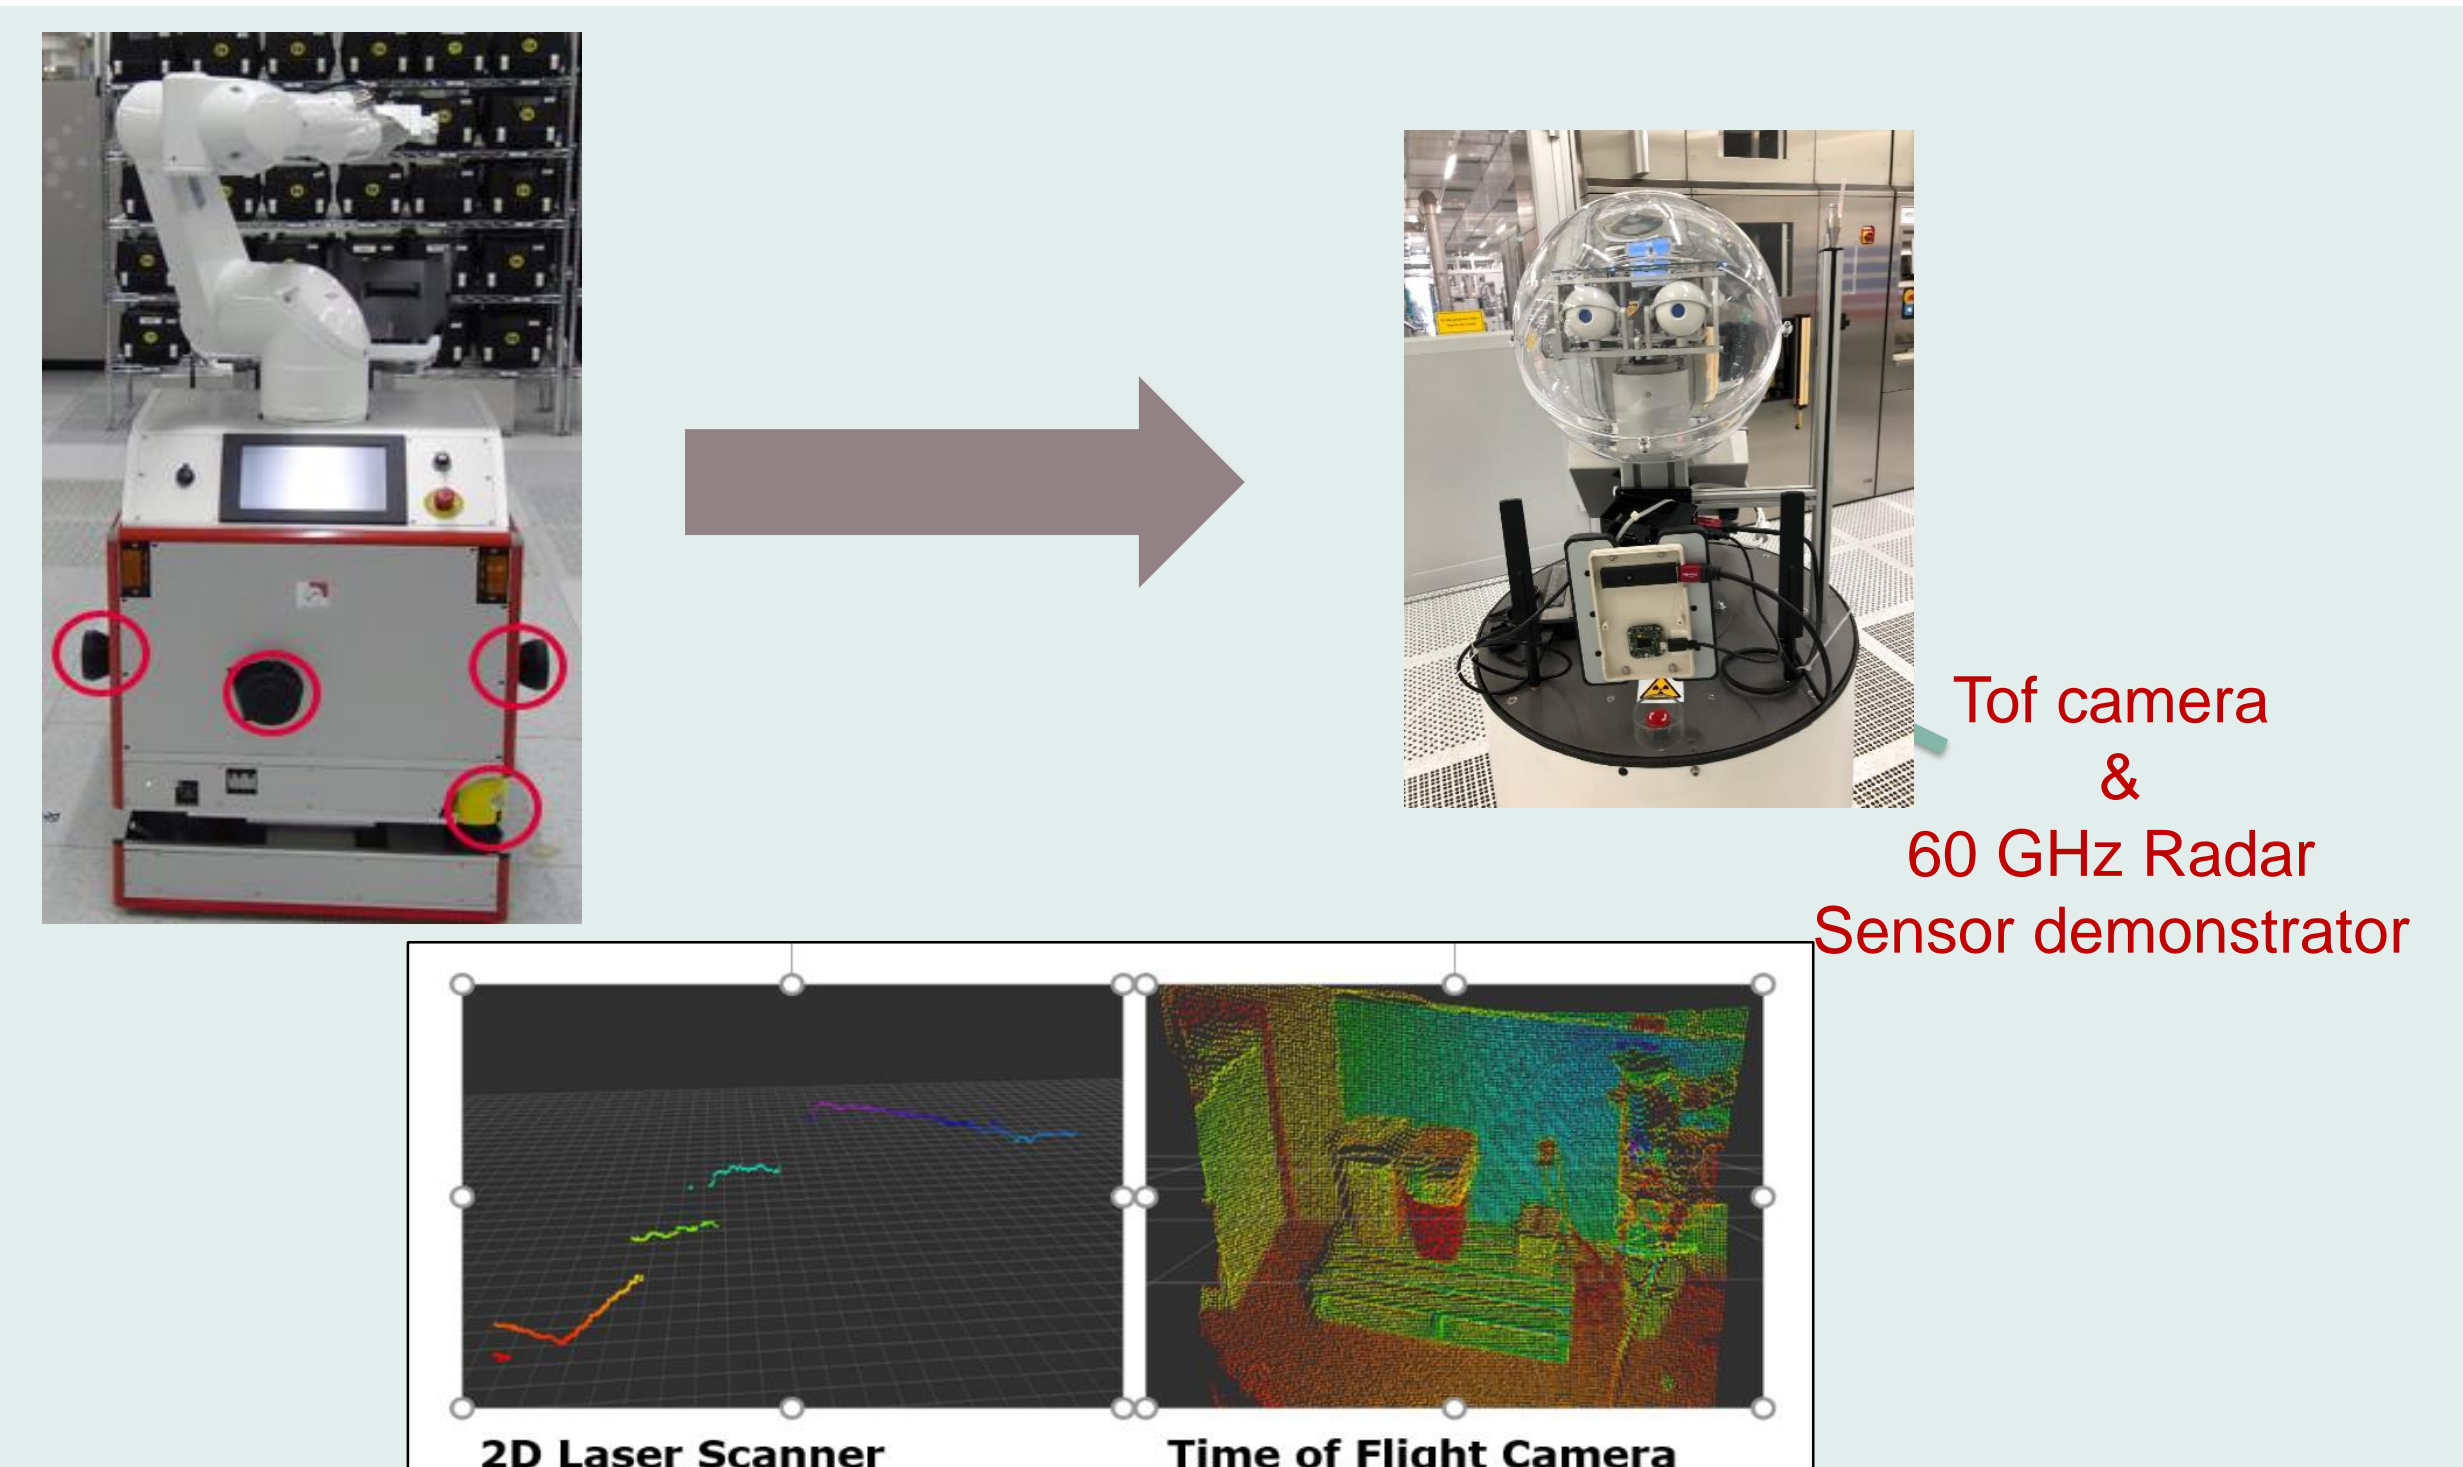 Tof camera
&
60 GHz Radar
Sensor demonstrator
2D Laser Scanner
Time of Flight Camera